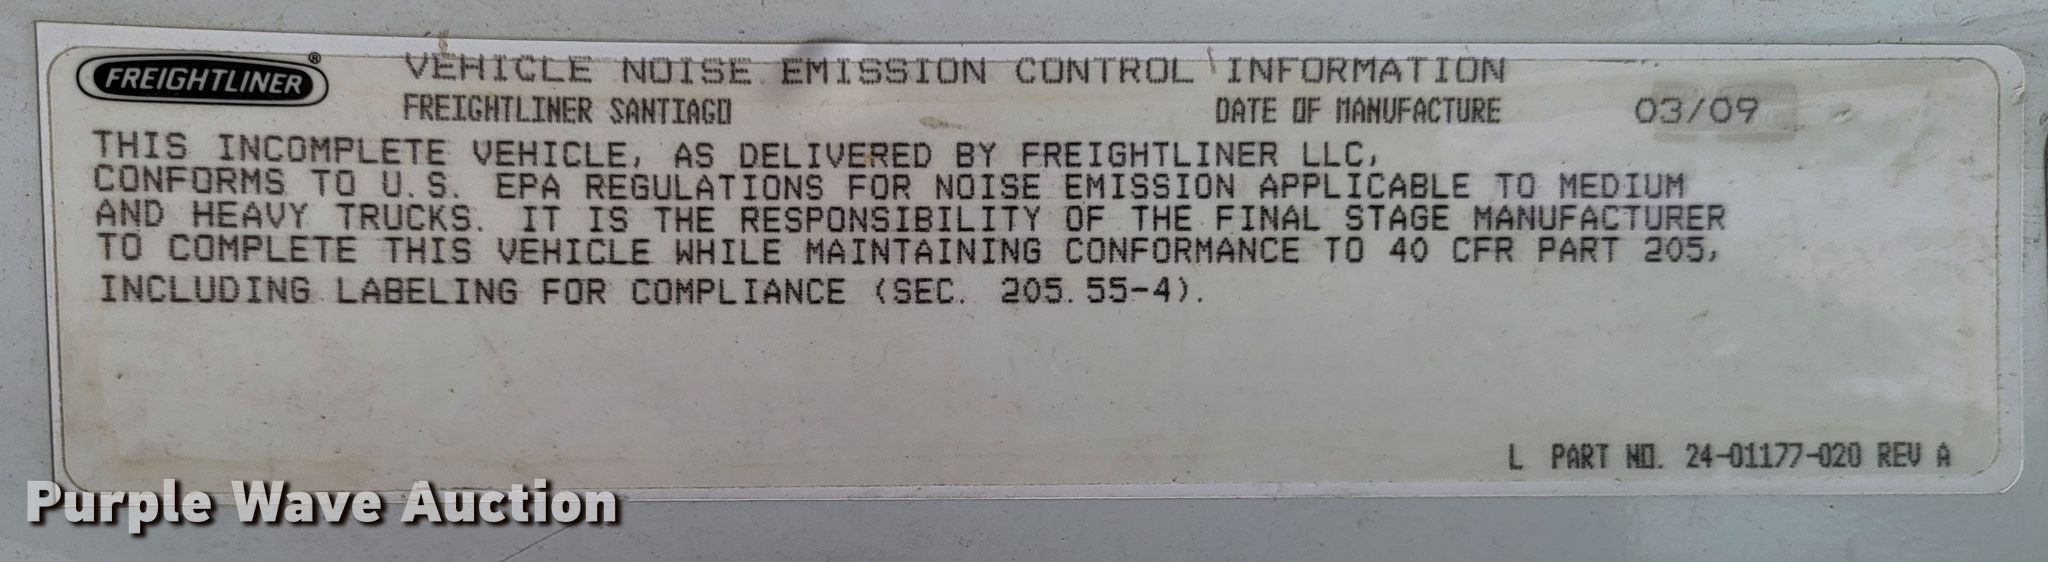 FREIGHTLINER®
VEHICLE NOISE EMISSION CONTROL INFORMATION
FREIGHTLINER SANTIAGO DATE OF MANUFACTURE 03/09
THIS INCOMPLETE VEHICLE, AS DELIVERED BY FREIGHTLINER LLC,
CONFORMS TO U.S. EPA REGULATIONS FOR NOISE EMISSION APPLICABLE TO MEDIUM
AND HEAVY TRUCKS. IT IS THE RESPONSIBILITY OF THE FINAL STAGE MANUFACTURER
TO COMPLETE THIS VEHICLE WHILE MAINTAINING CONFORMANCE TO 40 CFR PART 205,
INCLUDING LABELING FOR COMPLIANCE (SEC. 205.55-4).
L PART NO. 24-01177-020 REV A
Purple Wave Auction